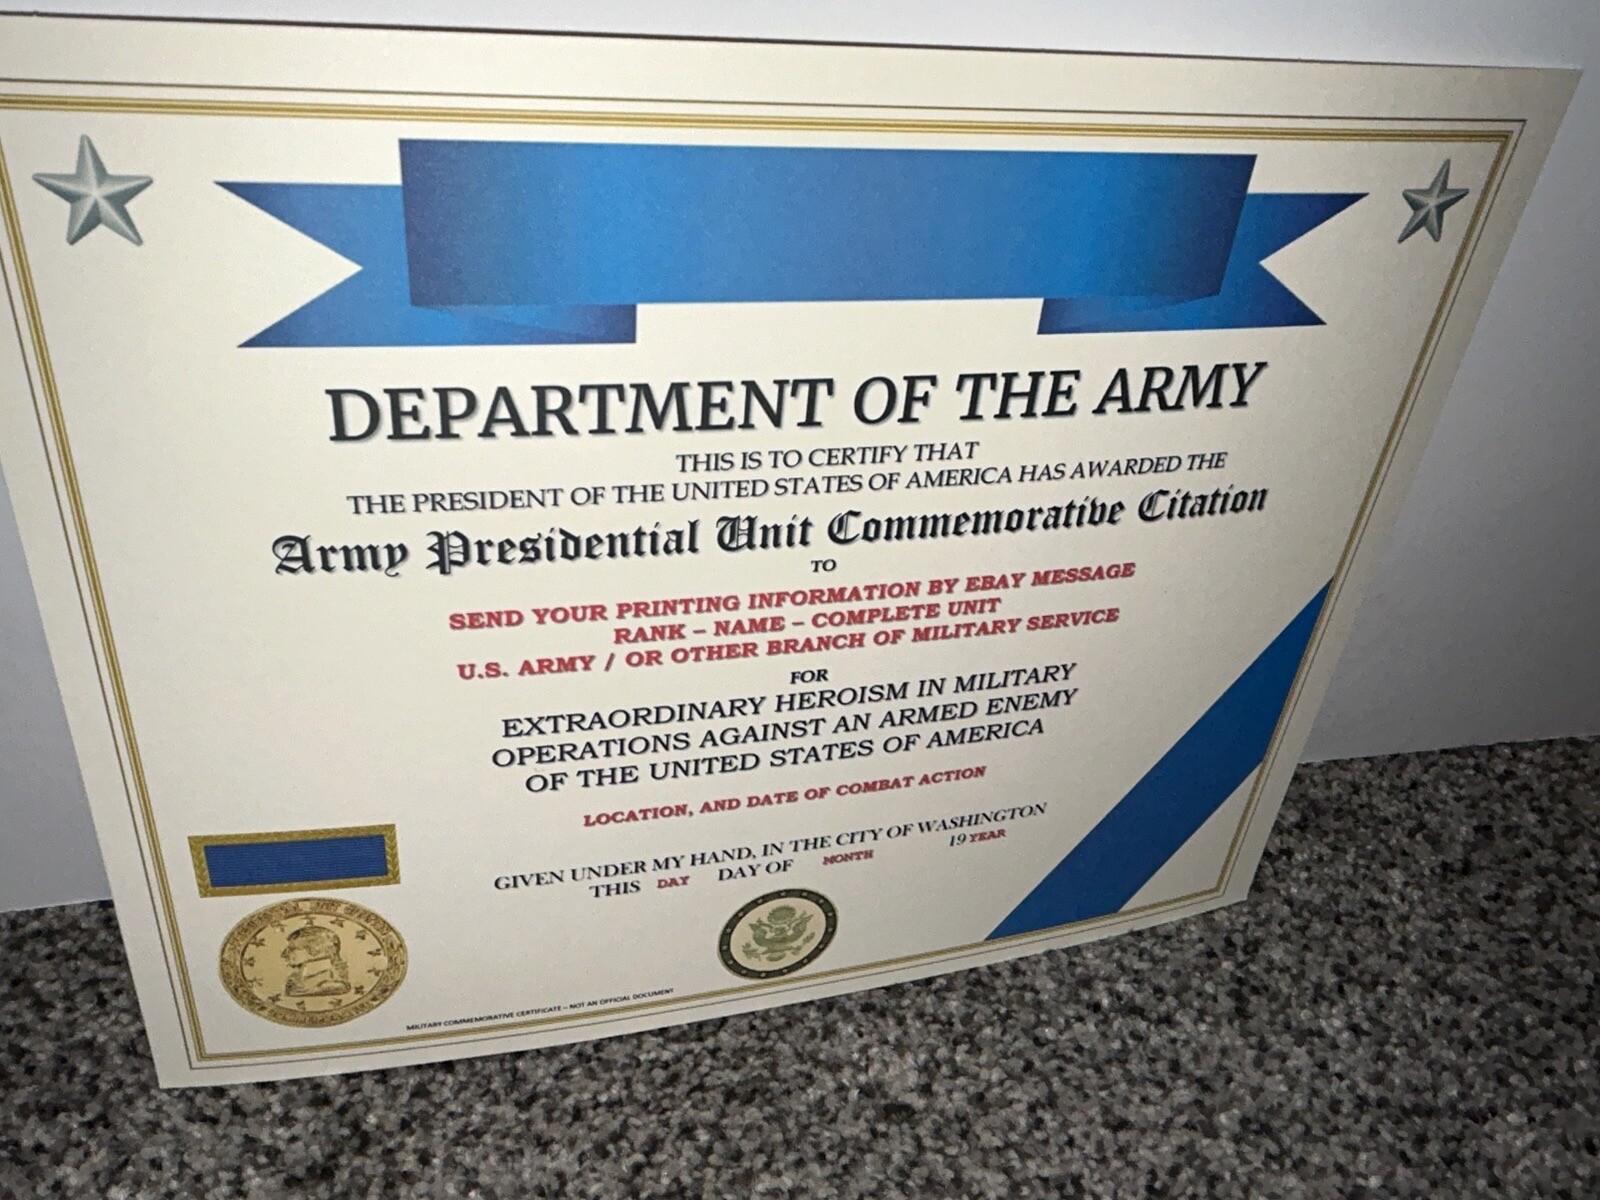 DEPARTMENT OF THE ARMY
THIS IS TO CERTIFY THAT
THE PRESIDENT OF THE UNITED STATES OF AMERICA HAS AWARDED THE
Army Presidential Unit Commemorative Citation
TO
SEND YOUR PRINTING INFORMATION BY EBAY MESSAGE
RANK – NAME – COMPLETE UNIT
U.S. ARMY / OR OTHER BRANCH OF MILITARY SERVICE
FOR
EXTRAORDINARY HEROISM IN MILITARY
OPERATIONS AGAINST AN ARMED ENEMY
OF THE UNITED STATES OF AMERICA
LOCATION, AND DATE OF COMBAT ACTION
GIVEN UNDER MY HAND, IN THE CITY OF WASHINGTON
THIS DAY DAY OF MONTH 19 YEAR
MILITARY COMMEMORATIVE CERTIFICATE – NOT AN OFFICIAL DOCUMENT